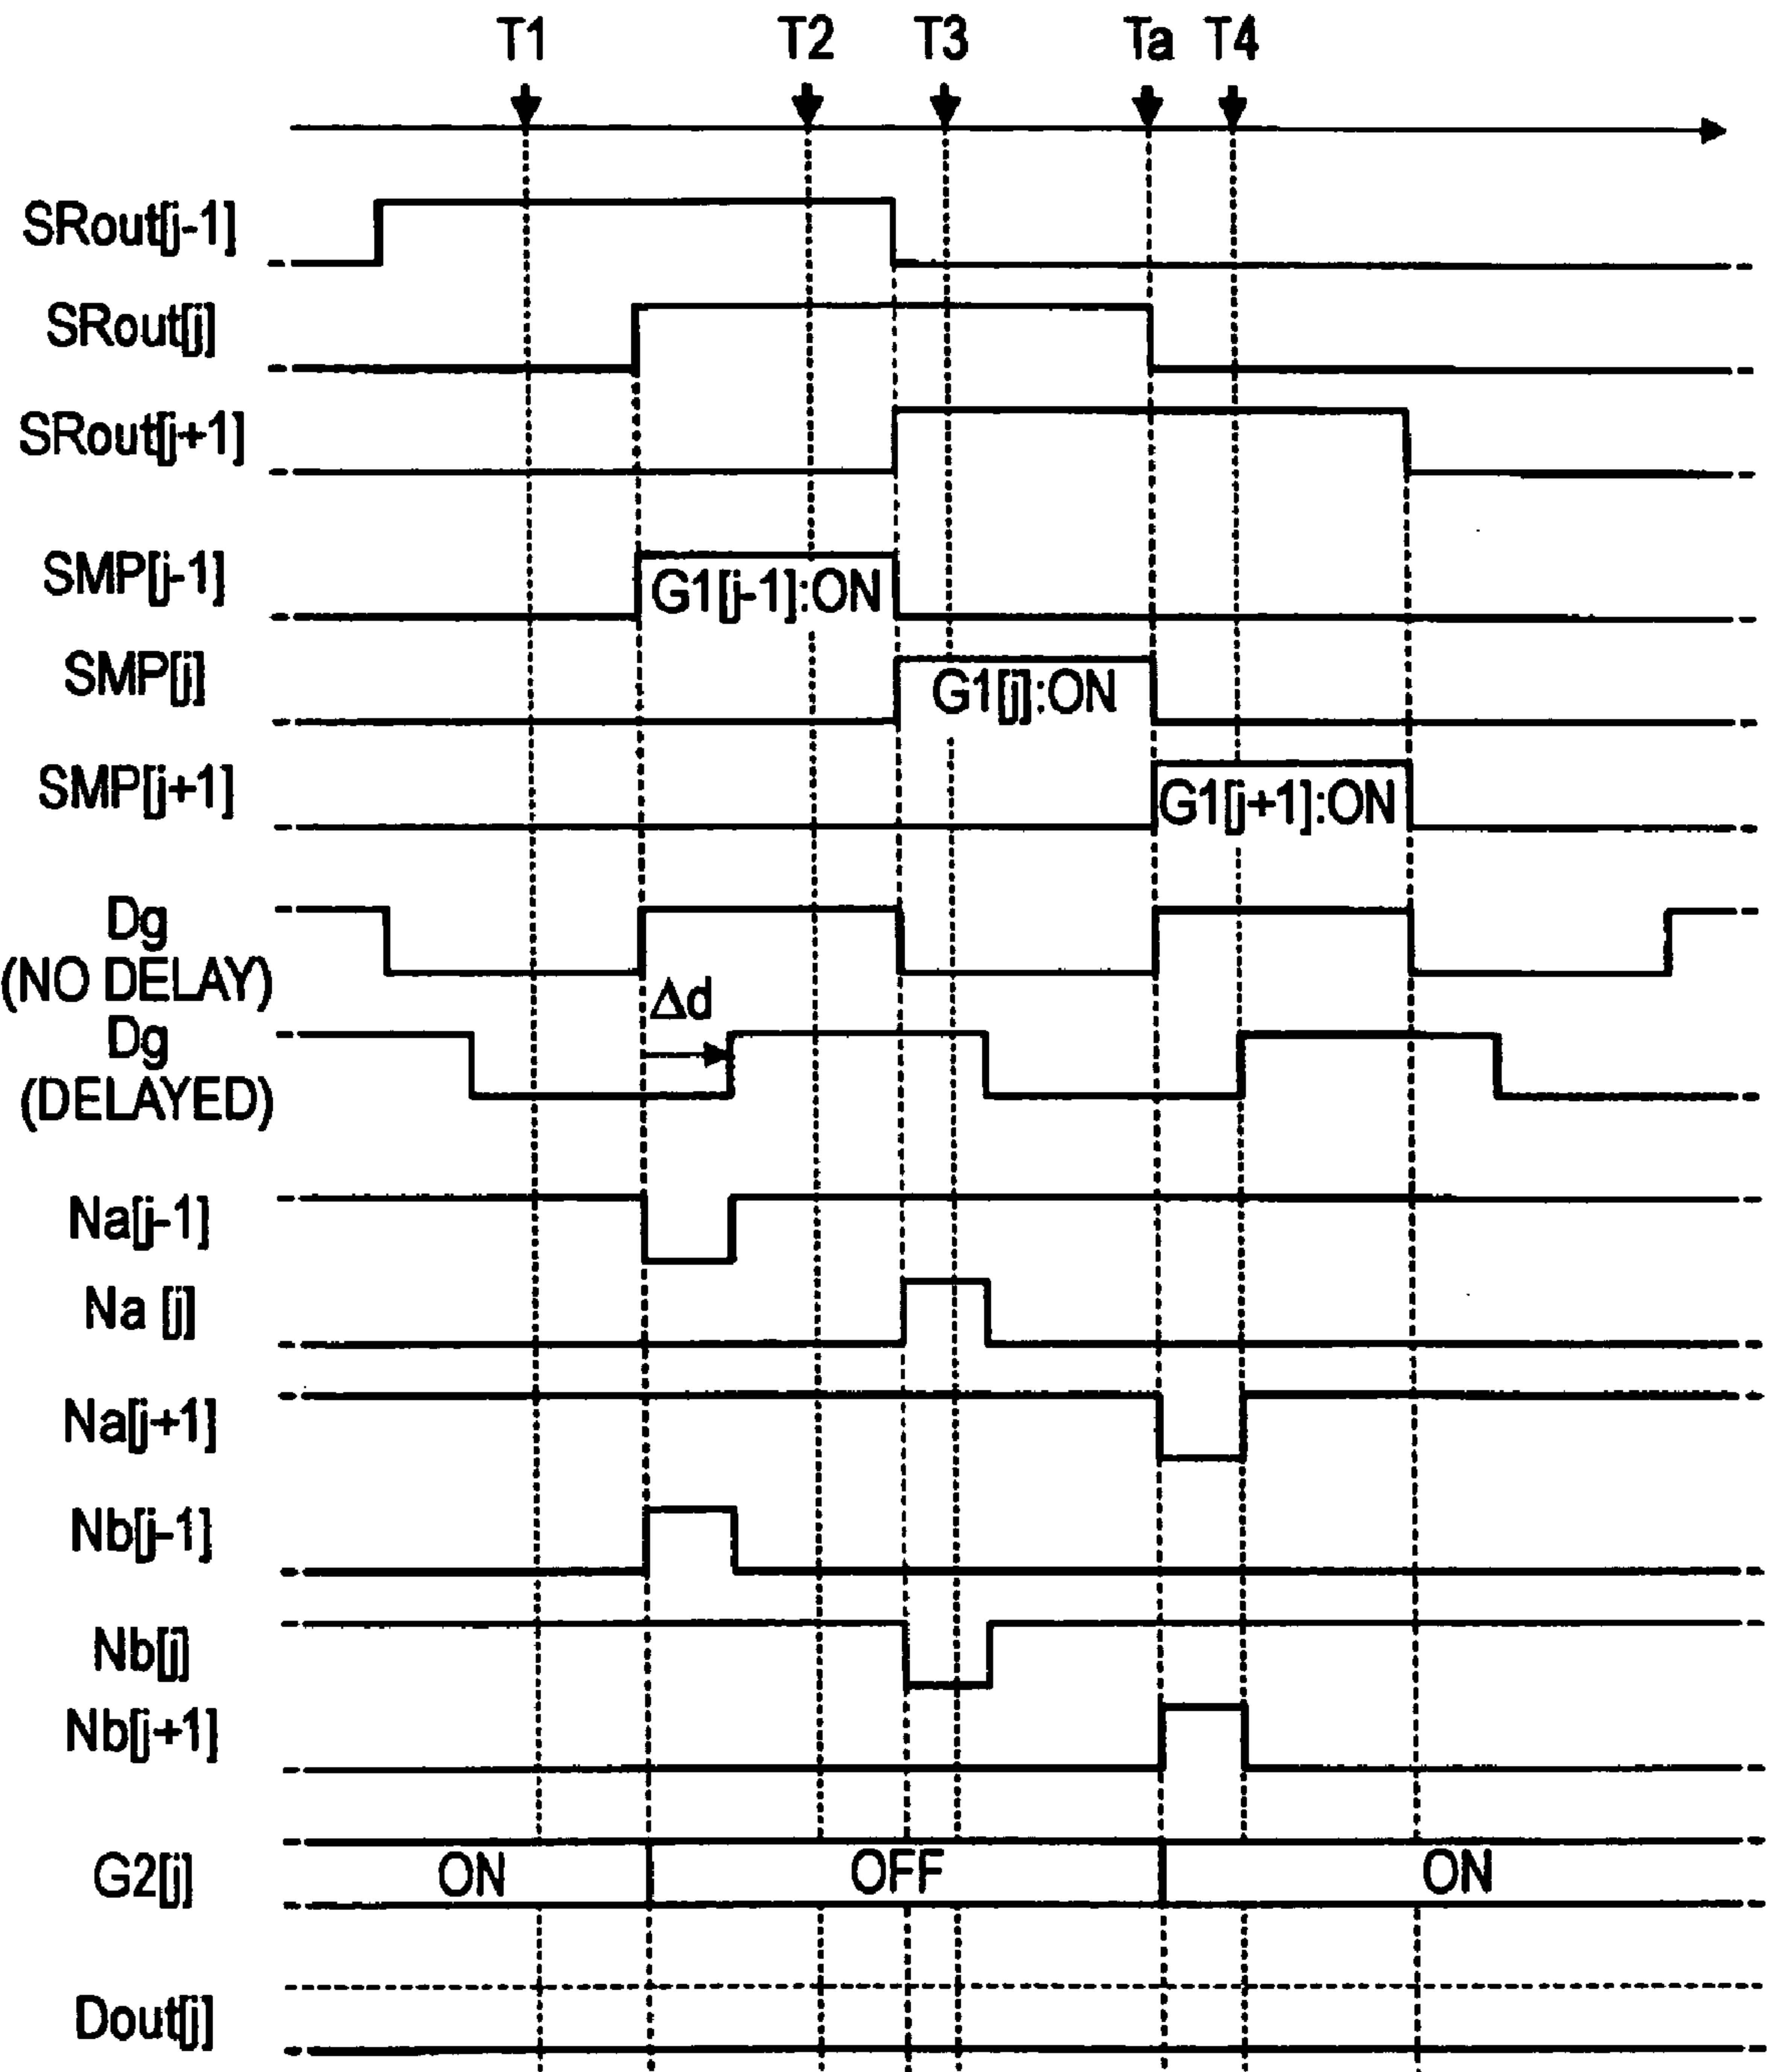 T1 T2 T3 Ta T4
SRout[j-1]
SRout[j]
SRout[j+1]
SMP[j-1]
G1[j-1]:ON
SMP[j]
G1[j]:ON
SMP[j+1]
G1[j+1]:ON
Dg
(NO DELAY)
Δd
Dg
(DELAYED)
Na[j-1]
Na [j]
Na[j+1]
Nb[j-1]
Nb[j]
Nb[j+1]
G2[j] ON OFF ON
Dout[j]